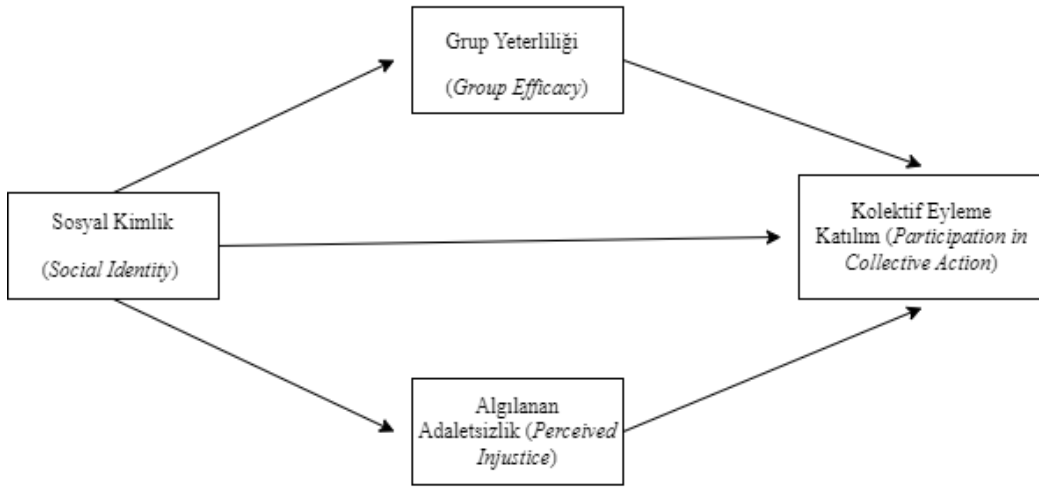 Grup Yeterliliği
(Group Efficacy)
Sosyal Kimlik
(Social Identity)
Kolektif Eyleme
Katılım (Participation in
Collective Action)
Algılanan
Adaletsizlik (Perceived
Injustice)